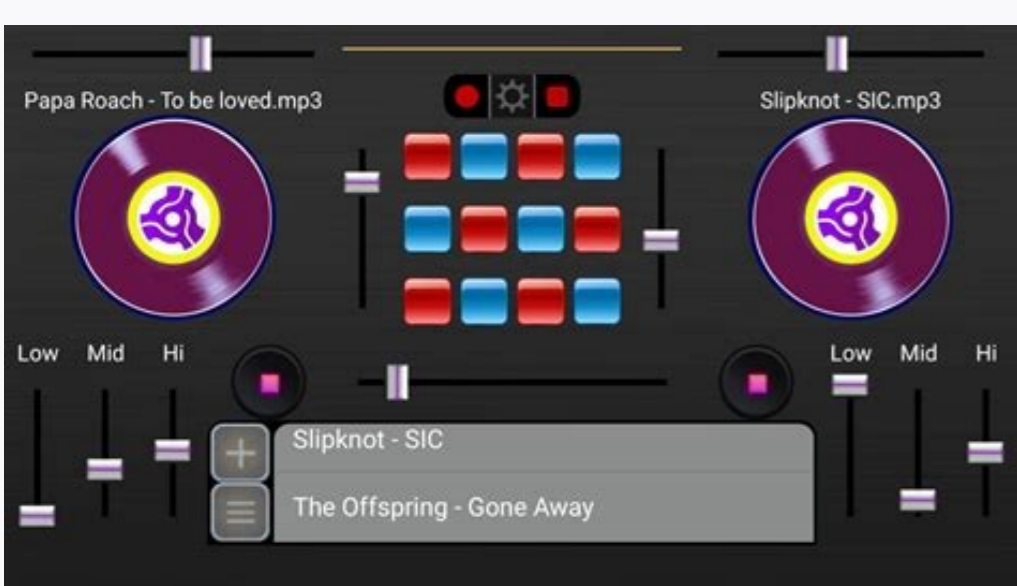 Papa Roach - To be loved.mp3
Slipknot - SIC.mp3
Low Mid Hi
Low Mid Hi
Slipknot - SIC
The Offspring - Gone Away